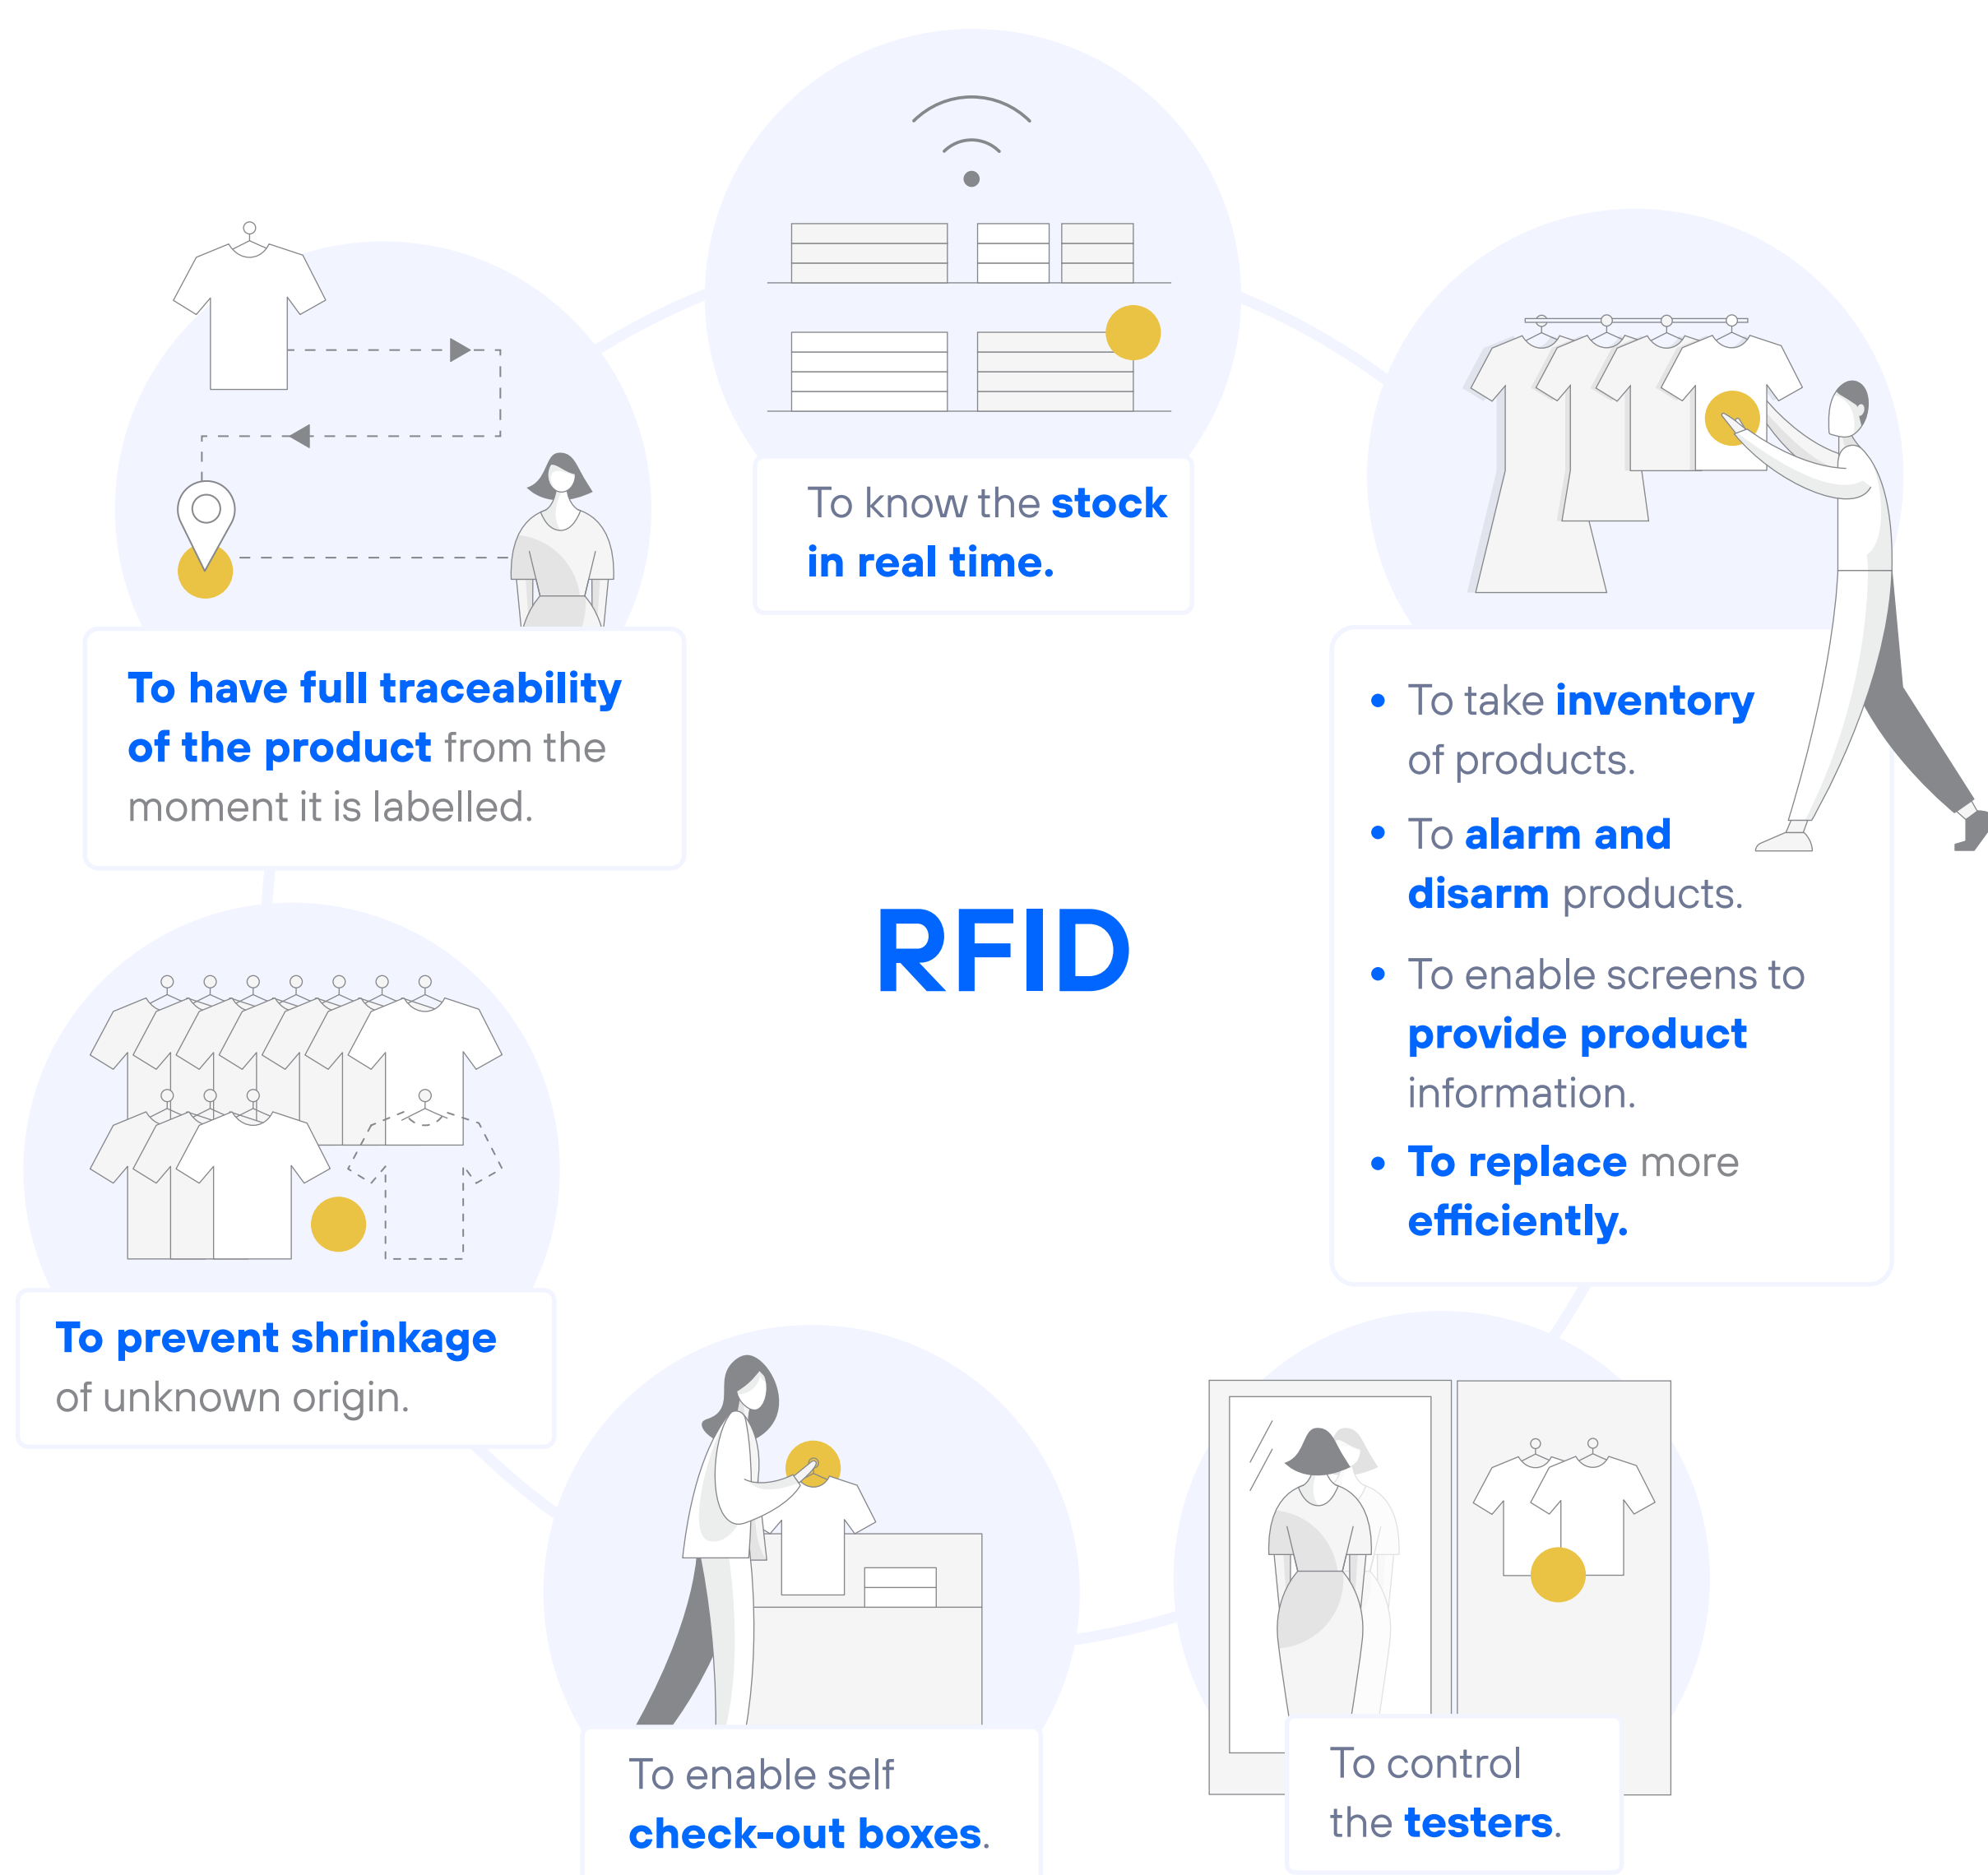 To know the stock
in real time.
To have full traceability
of the product from the
moment it is labelled.
To take inventory
of products.
To alarm and
disarm products.
To enable screens to
provide product
information.
To replace more
efficiently.
RFID
To prevent shrinkage
of unknown origin.
To enable self
check-out boxes.
To control
the testers.